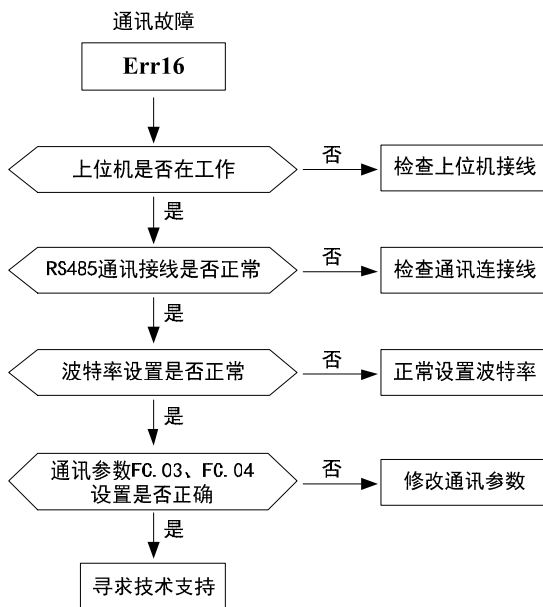 通讯故障
Err16
上位机是否在工作
否
检查上位机接线
是
RS485通讯接线是否正常
否
检查通讯连接线
是
波特率设置是否正常
否
正常设置波特率
是
通讯参数FC.03、FC.04
设置是否正确
否
修改通讯参数
是
寻求技术支持